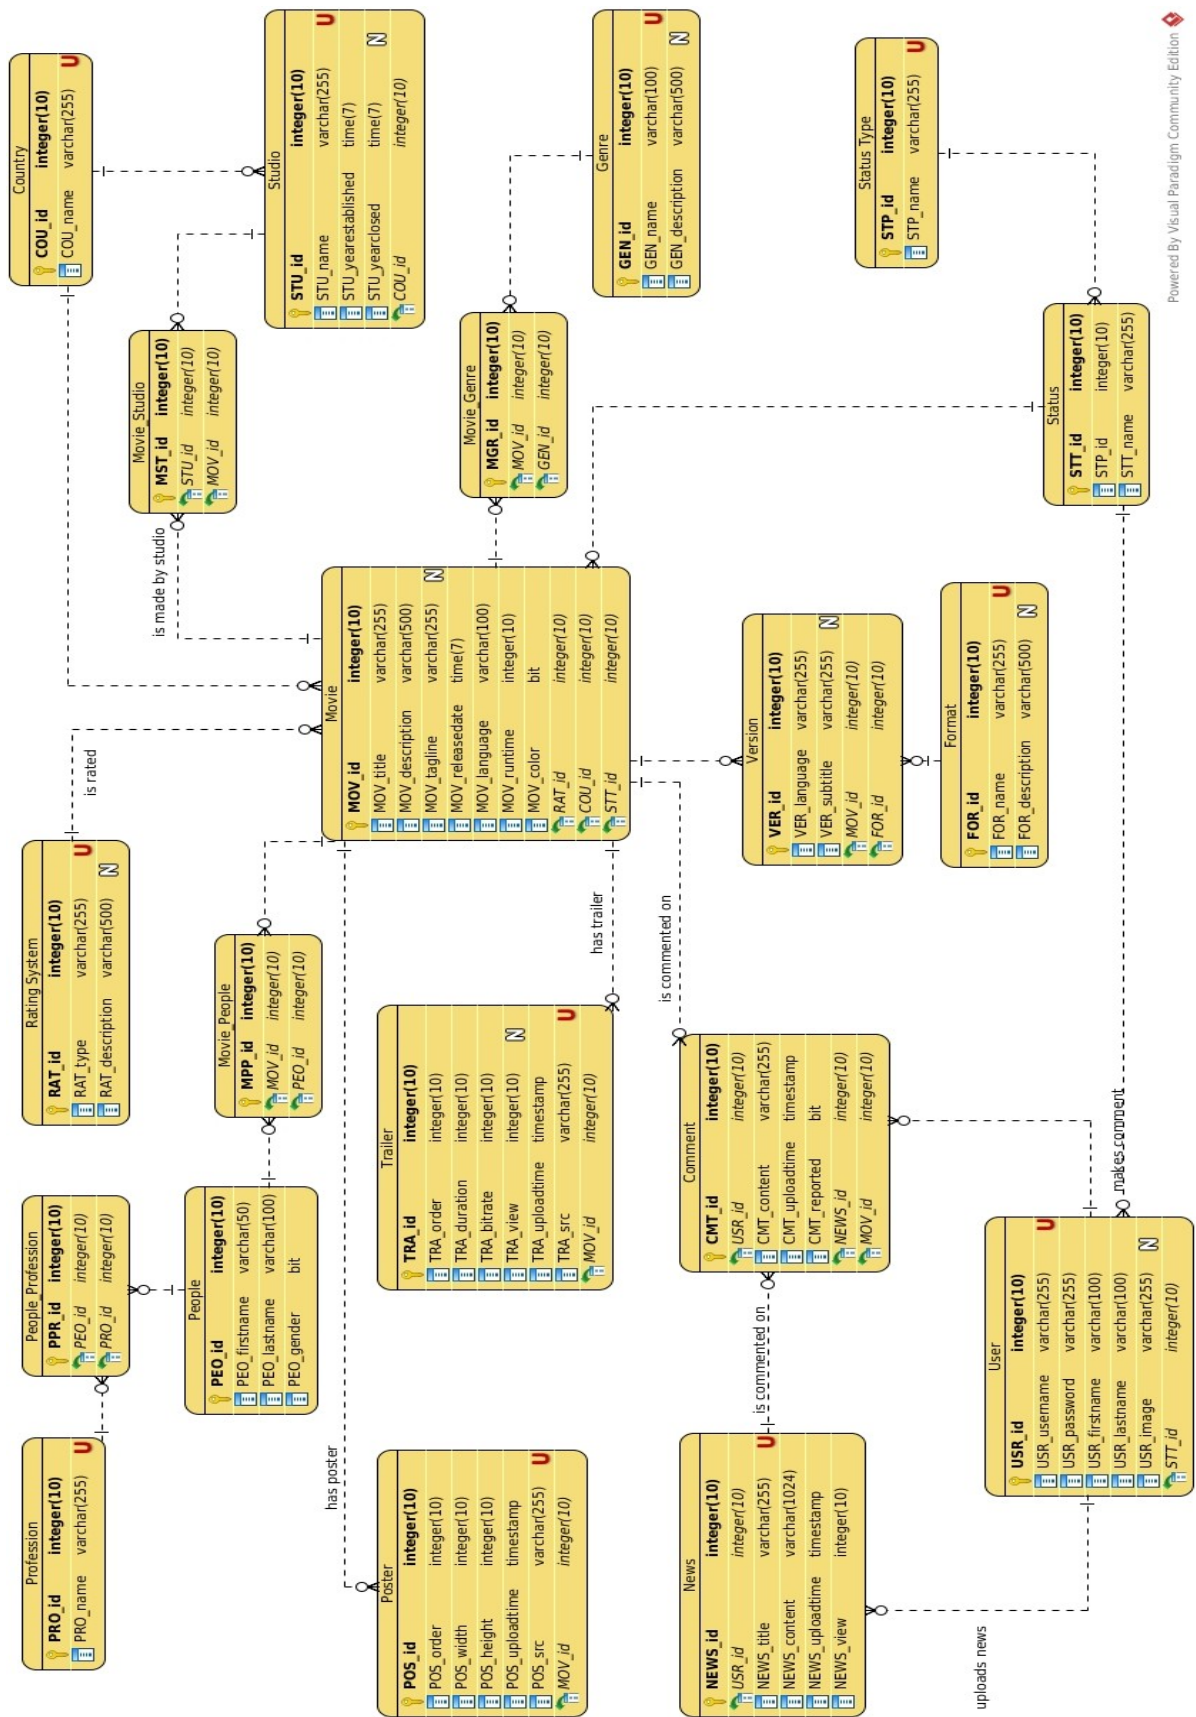 Profession
PRO_id integer(10)
PRO_name varchar(255) U
People_Profession
PPR_id integer(10)
PEO_id integer(10)
PRO_id integer(10)
Rating System
RAT_id integer(10)
RAT_type varchar(255) U
RAT_description varchar(500) N
is rated
Country
COU_id integer(10)
COU_name varchar(255) U
People
PEO_id integer(10)
PEO_firstname varchar(50)
PEO_lastname varchar(100)
PEO_gender bit
Movie_People
MPP_id integer(10)
MOV_id integer(10)
PEO_id integer(10)
is made by studio
Movie_Studio
MST_id integer(10)
STU_id integer(10)
MOV_id integer(10)
Studio
STU_id integer(10)
STU_name varchar(255) U
STU_yearestablished time(7)
STU_yearclosed time(7) N
COU_id integer(10)
has poster
Poster
POS_id integer(10)
POS_order integer(10)
POS_width integer(10)
POS_height integer(10)
POS_uploadtime timestamp
POS_src varchar(255) U
MOV_id integer(10)
Trailer
TRA_id integer(10)
TRA_order integer(10)
TRA_duration integer(10)
TRA_bitrate integer(10)
TRA_view integer(10) N
TRA_uploadtime timestamp
TRA_src varchar(255) U
MOV_id integer(10)
has trailer
Movie
MOV_id integer(10)
MOV_title varchar(255)
MOV_description varchar(500)
MOV_tagline varchar(255) N
MOV_releasedate time(7)
MOV_language varchar(100)
MOV_runtime integer(10)
MOV_color bit
RAT_id integer(10)
COU_id integer(10)
STT_id integer(10)
Movie_Genre
MGR_id integer(10)
MOV_id integer(10)
GEN_id integer(10)
Genre
GEN_id integer(10)
GEN_name varchar(100)
GEN_description varchar(500) N
is commented on
News
NEWS_id integer(10)
USR_id integer(10)
NEWS_title varchar(255) U
NEWS_content varchar(1024)
NEWS_uploadtime timestamp
NEWS_view integer(10)
is commented on
Comment
CMT_id integer(10)
USR_id integer(10)
CMT_content varchar(255)
CMT_uploadtime timestamp
CMT_reported bit
NEWS_id integer(10)
MOV_id integer(10)
Version
VER_id integer(10)
VER_language varchar(255)
VER_subtitle varchar(255) N
MOV_id integer(10)
FOR_id integer(10)
Status Type
STP_id integer(10)
STP_name varchar(255) U
Format
FOR_id integer(10)
FOR_name varchar(255) U
FOR_description varchar(500) N
uploads news
User
USR_id integer(10)
USR_username varchar(255) U
USR_password varchar(255)
USR_firstname varchar(100)
USR_lastname varchar(100)
USR_image varchar(255) N
STT_id integer(10)
makes comment
Status
STT_id integer(10)
STP_id integer(10)
STT_name varchar(255)
Powered By Visual Paradigm Community Edition